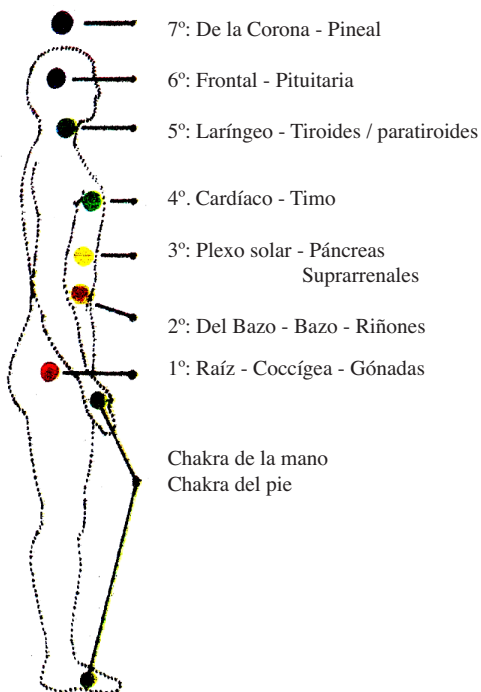 7º: De la Corona - Pineal
6º: Frontal - Pituitaria
5º: Laríngeo - Tiroides / paratiroides
4º. Cardíaco - Timo
3º: Plexo solar - Páncreas
Suprarrenales
2º: Del Bazo - Bazo - Riñones
1º: Raíz - Coccígea - Gónadas
Chakra de la mano
Chakra del pie